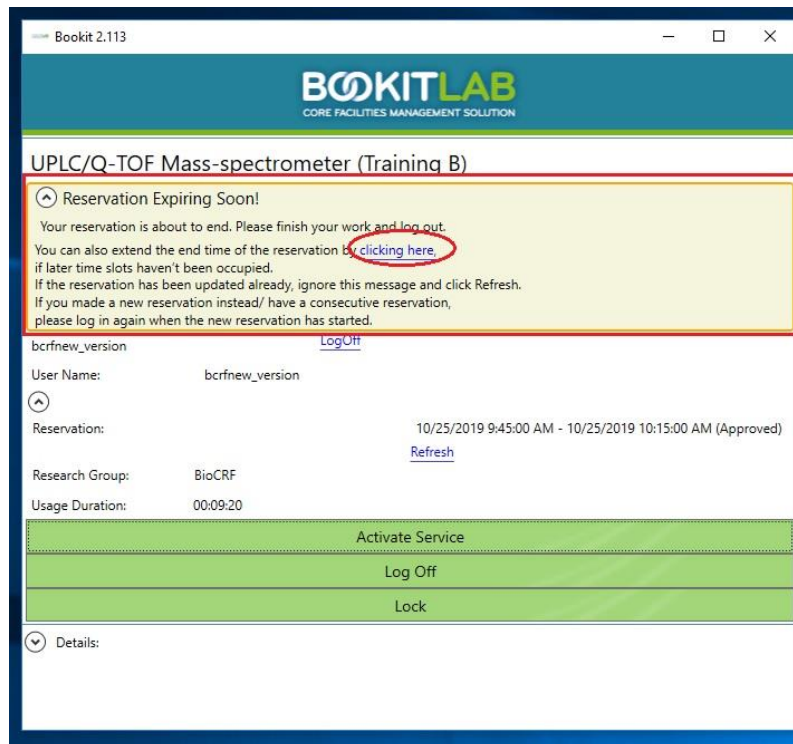 Bookit 2.113
BOOKITLAB
CORE FACILITIES MANAGEMENT SOLUTION
UPLC/Q-TOF Mass-spectrometer (Training B)
Reservation Expiring Soon!
Your reservation is about to end. Please finish your work and log out.
You can also extend the end time of the reservation by clicking here,
if later time slots haven't been occupied.
If the reservation has been updated already, ignore this message and click Refresh.
If you made a new reservation instead/ have a consecutive reservation,
please log in again when the new reservation has started.
bcrfnew_version LogOff
User Name: bcrfnew_version
Reservation: 10/25/2019 9:45:00 AM - 10/25/2019 10:15:00 AM (Approved)
Refresh
Research Group: BioCRF
Usage Duration: 00:09:20
Activate Service
Log Off
Lock
Details: